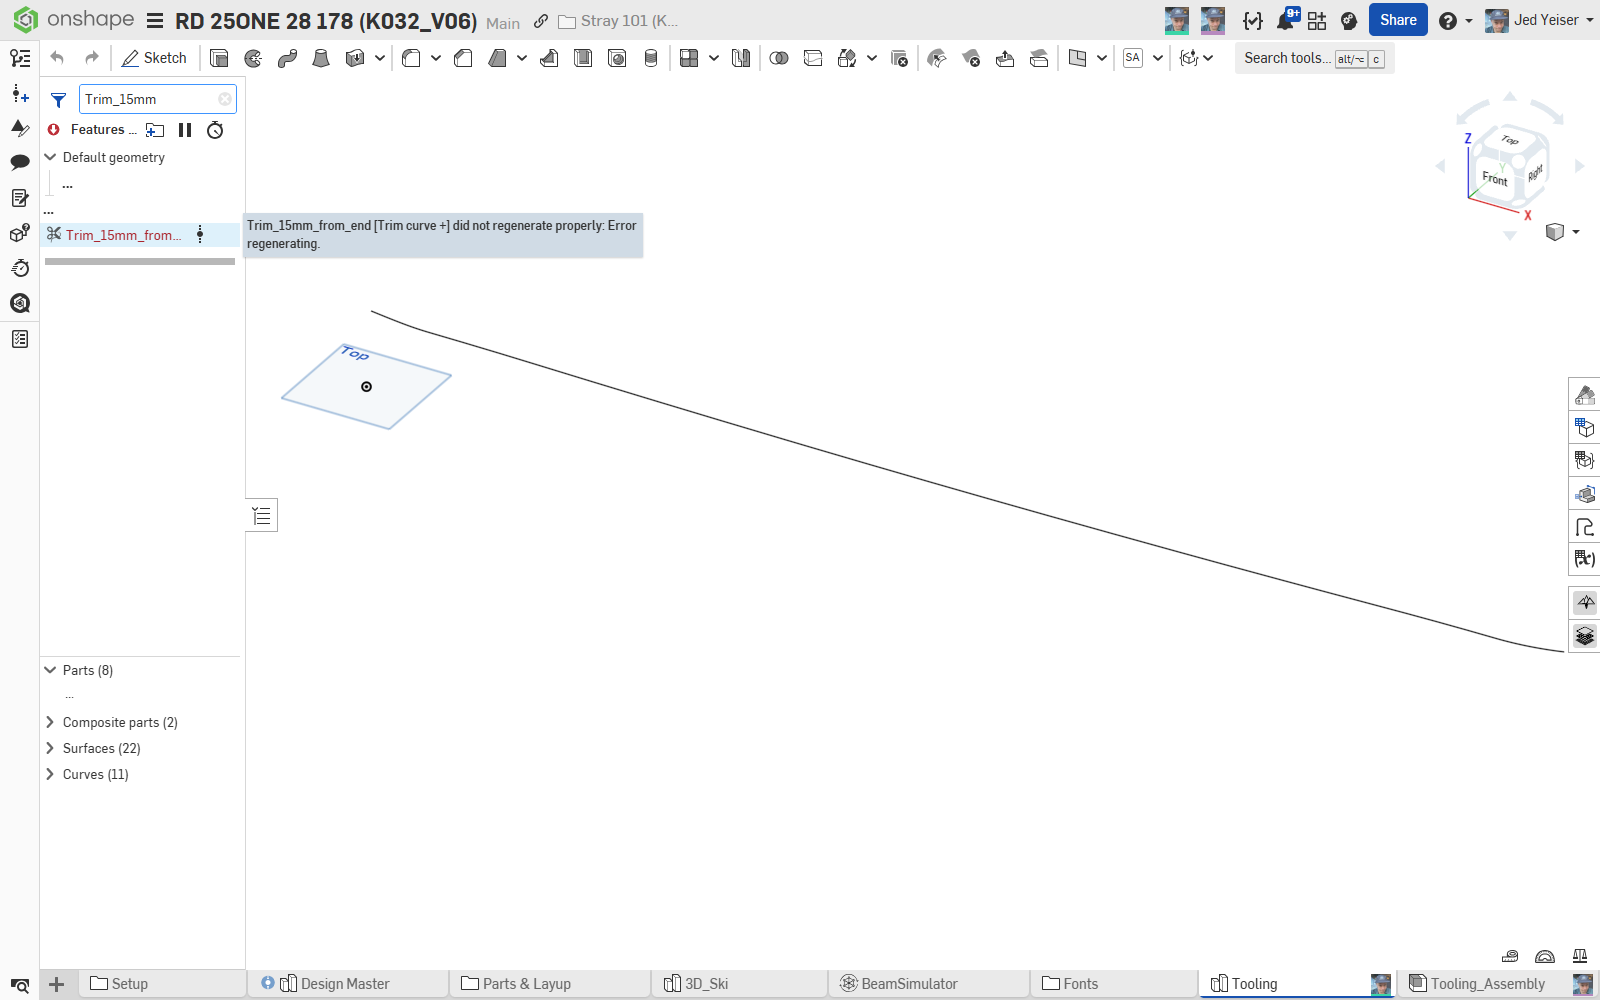 onshape RD 25ONE 28 178 (K032_V06) Main Stray 101 (K... 9+ Share Jed Yeiser
Sketch SA Search tools... alt/⌥ c
Trim_15mm
Features ...
Default geometry
...
...
Trim_15mm_from...
Trim_15mm_from_end [Trim curve +] did not regenerate properly: Error
regenerating.
Top
Z
Top
Y
Front
Right
X
Parts (8)
...
Composite parts (2)
Surfaces (22)
Curves (11)
Setup Design Master Parts & Layup 3D_Ski BeamSimulator Fonts Tooling Tooling_Assembly